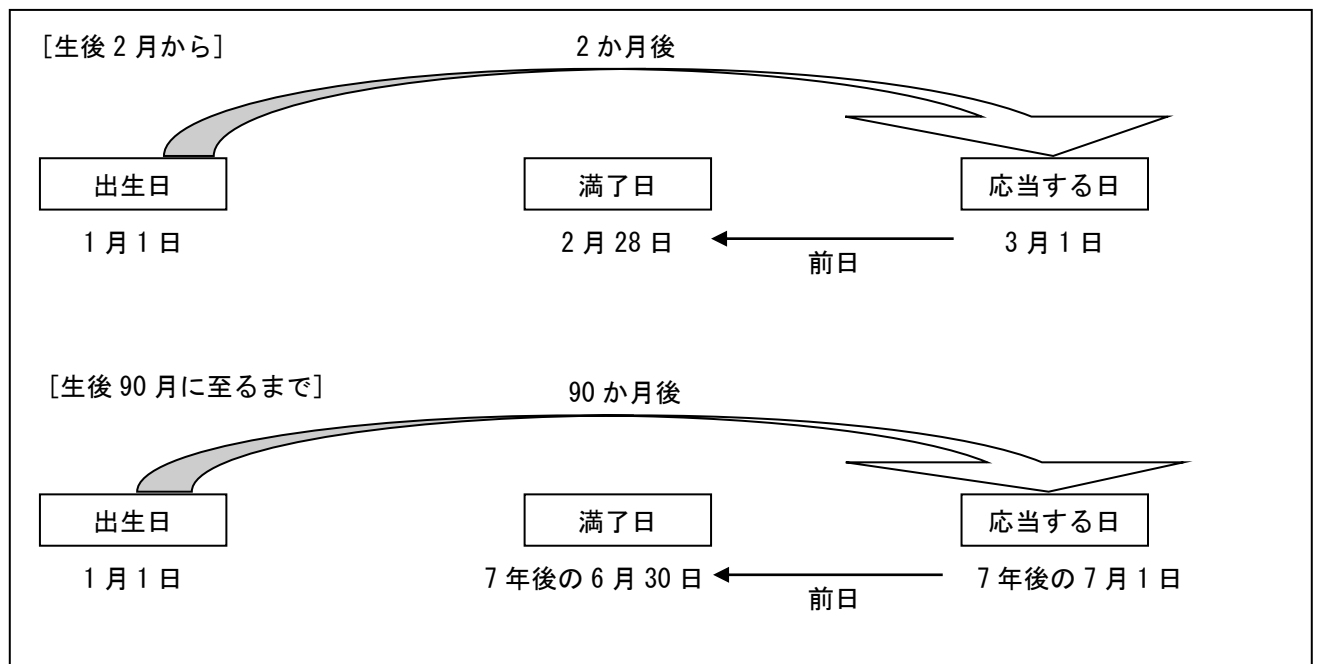 [生後 2 月から]
2 か月後
出生日
満了日
応当する日
1 月 1 日
2 月 28 日
前日
3 月 1 日
[生後 90 月に至るまで]
90 か月後
出生日
満了日
応当する日
1 月 1 日
7 年後の 6 月 30 日
前日
7 年後の 7 月 1 日